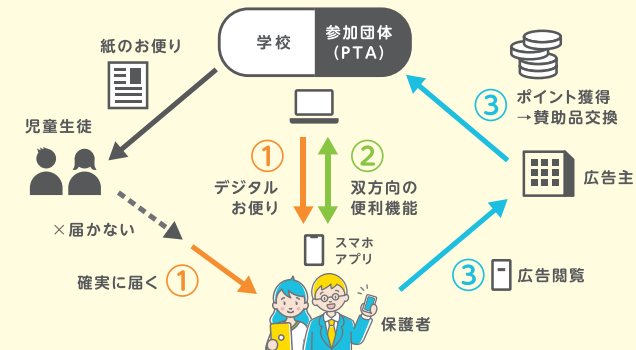 学校
参加団体
(PTA)
紙のお便り
児童生徒
×届かない
確実に届く ①
①
デジタル
お便り
②
双方向の
便利機能
スマホ
アプリ
保護者
③ 広告閲覧
広告主
③ ポイント獲得
→賛助品交換